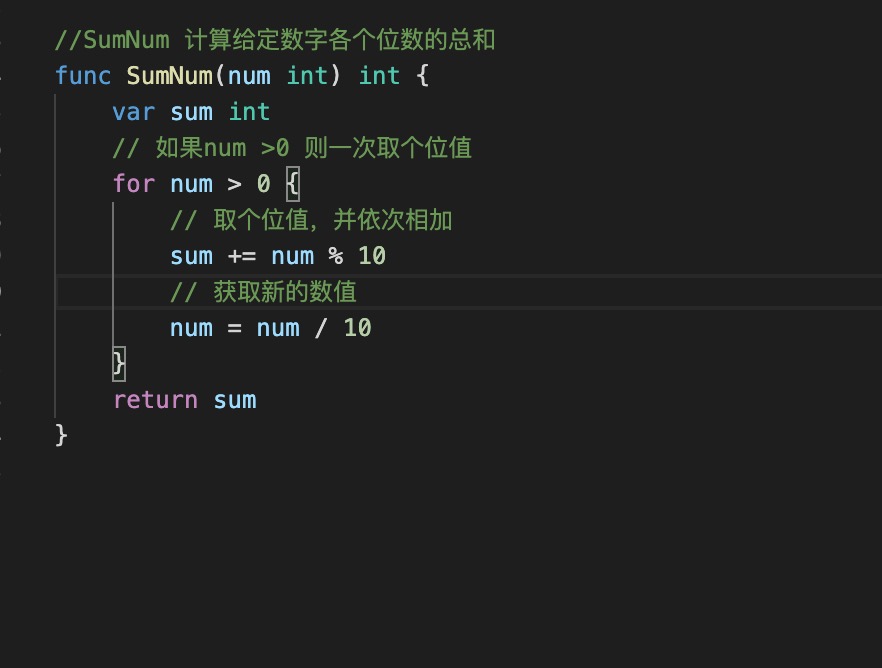 //SumNum 计算给定数字各个位数的总和
func SumNum(num int) int {
    var sum int
    // 如果num >0 则一次取个位值
    for num > 0 {
        // 取个位值，并依次相加
        sum += num % 10
        // 获取新的数值
        num = num / 10
    }
    return sum
}